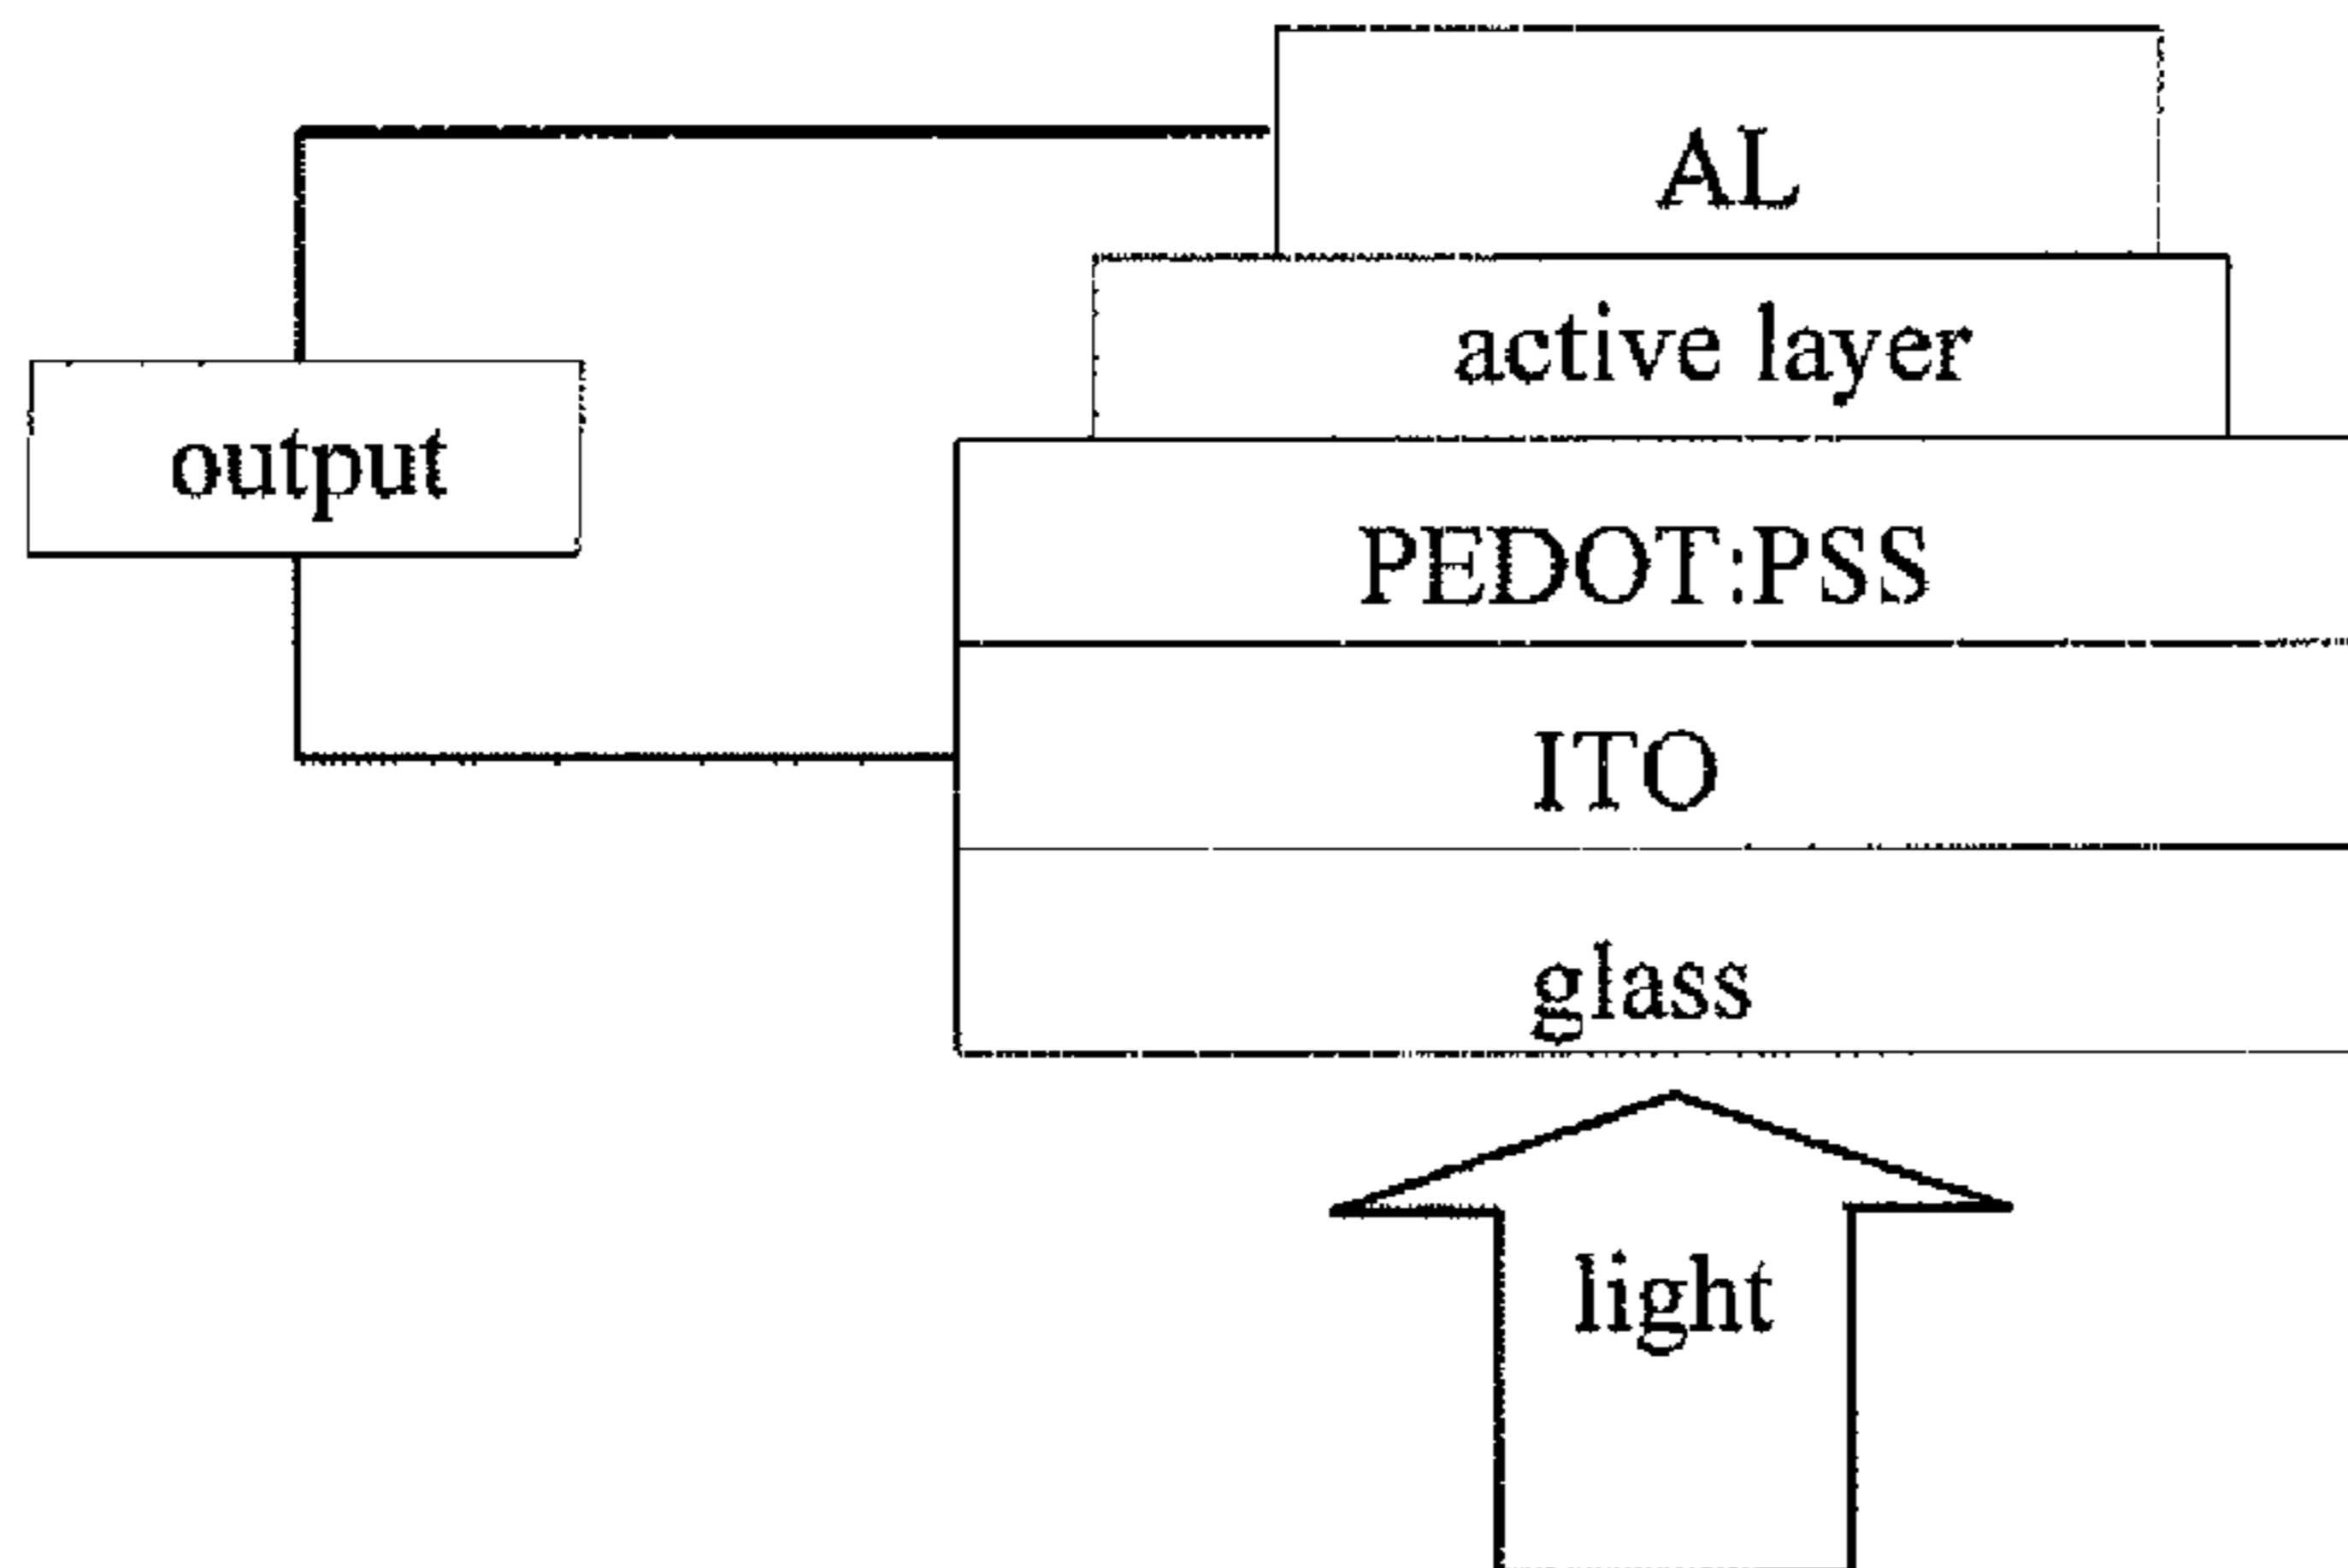 AL
active layer
output
PEDOT:PSS
ITO
glass
light